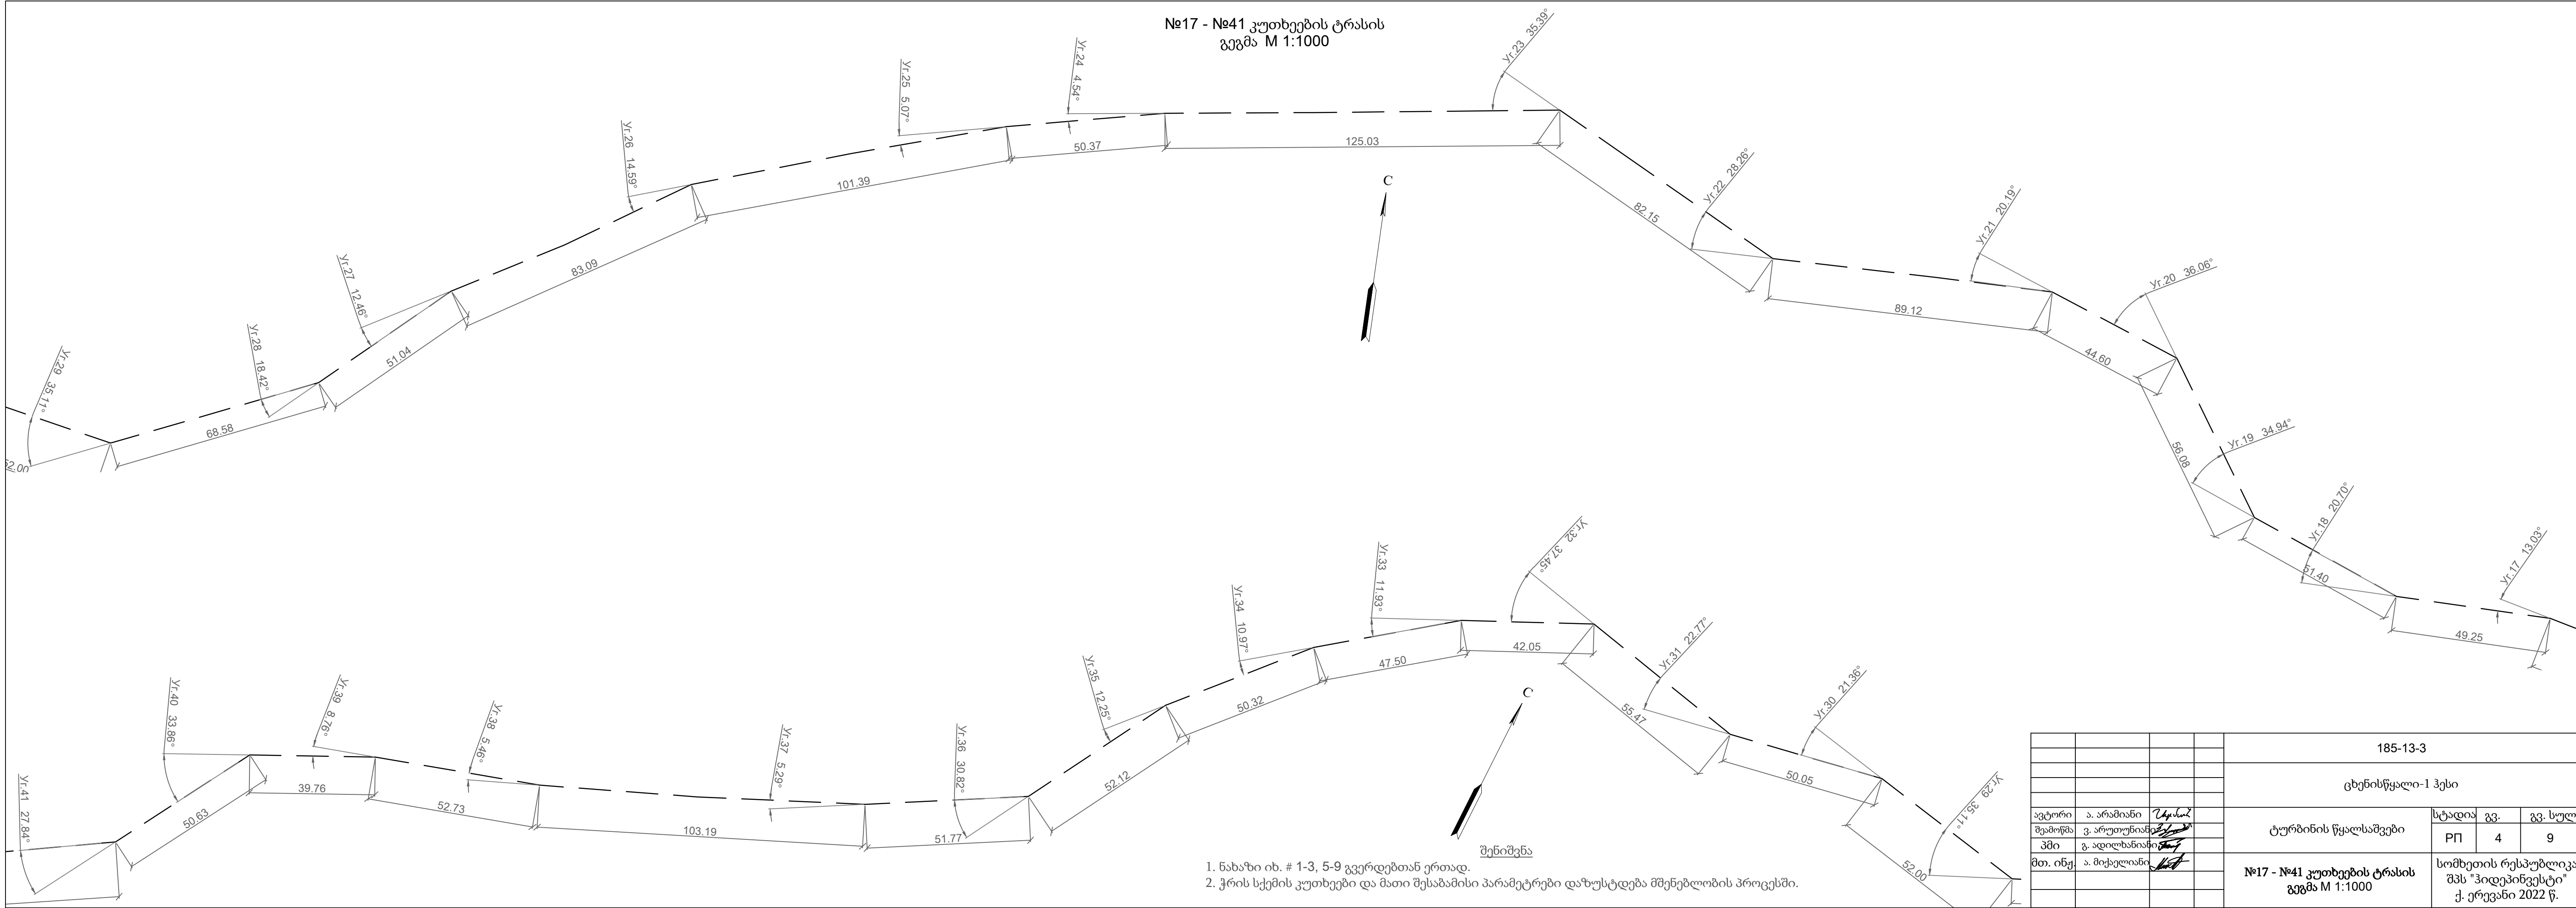 №17 - №41 კუთხეების ტრასის
გეგმა M 1:1000
Уг.23 35.39°
Уг.24 4.54°
Уг.25 5.07°
Уг.26 14.59°
50.37
125.03
101.39
Уг.22 28.26°
82.15
С
Уг.21 20.19°
Уг.20 36.06°
83.09
Уг.27 12.46°
89.12
Уг.28 18.42°
51.04
44.60
Уг.29 35.11°
68.58
Уг.19 34.94°
56.08
Уг.18 20.70°
51.40
Уг.17 13.03°
49.25
Уг.32 37.45°
Уг.33 11.93°
Уг.34 10.97°
42.05
47.50
Уг.31 22.77°
Уг.35 12.25°
50.32
55.47
Уг.30 21.36°
С
Уг.40 33.86°
Уг.39 8.76°
Уг.38 5.46°
Уг.37 5.29°
Уг.36 30.82°
52.12
50.05
39.76
52.73
50.63
103.19
51.77
Уг.41 27.84°
Уг.29 35.11°
52.00
შენიშვნა
1. ნახაზი იხ. # 1-3, 5-9 გვერდებთან ერთად.
2. ჭრის სქემის კუთხეები და მათი შესაბამისი პარამეტრები დაზუსტდება მშენებლობის პროცესში.
185-13-3
ცხენისწყალი-1 ჰესი
ავტორი ა. არამიანი
შეამოწმა ვ. არუთუნიანი
პმი გ. ადილხანიანი
მთ. ინჟ. ა. მიქაელიანი
ტურბინის წყალსაშვები
სტადია გვ. გვ. სულ
РП 4 9
№17 - №41 კუთხეების ტრასის
გეგმა M 1:1000
სომხეთის რესპუბლიკა
შპს "ჰიდეპინვესტი"
ქ. ერევანი 2022 წ.